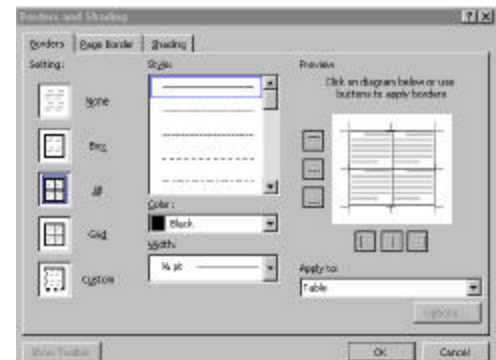 Borders and Shading
Borders Page Border Shading
Setting:
None
Box
All
Grid
Custom
Style:
Color:
Black
Width:
½ pt
Preview
Click on diagram below or use
buttons to apply borders
Apply to:
Table
Options...
Show Toolbar
OK Cancel